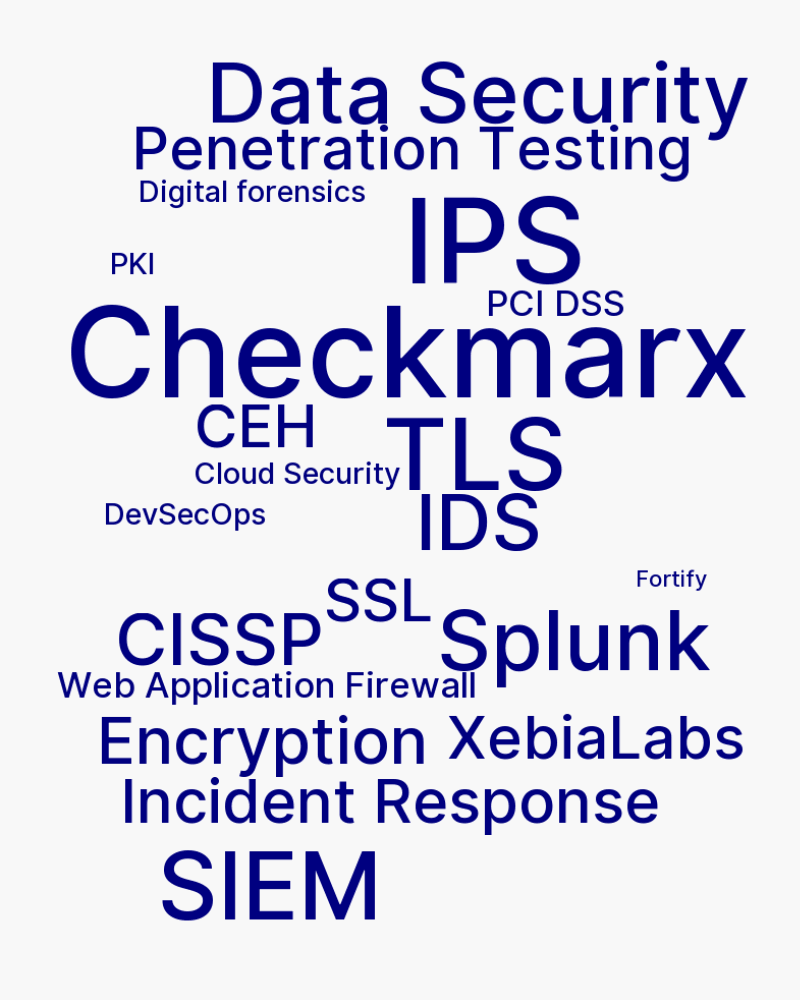 Data Security
Penetration Testing
Digital forensics
IPS
PKI
PCI DSS
Checkmarx
CEH
TLS
Cloud Security
DevSecOps
IDS
Fortify
SSL
CISSP
Splunk
Web Application Firewall
Encryption
XebiaLabs
Incident Response
SIEM